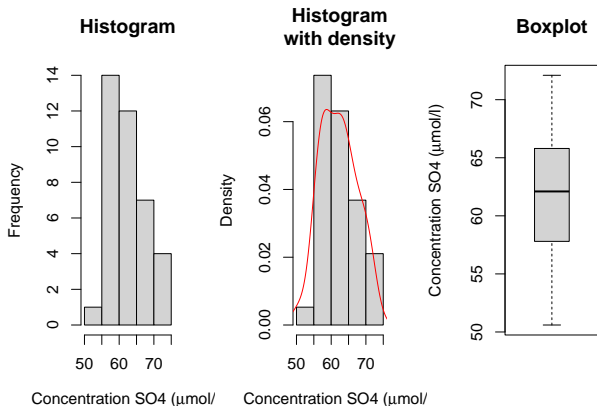 Histogram
Frequency
0 2 4 6 8 10 12 14
50 60 70
Concentration SO4 (μmol/
Histogram
with density
Density
0.00 0.02 0.04 0.06
50 60 70
Concentration SO4 (μmol/
Boxplot
Concentration SO4 (μmol/l)
50 55 60 65 70